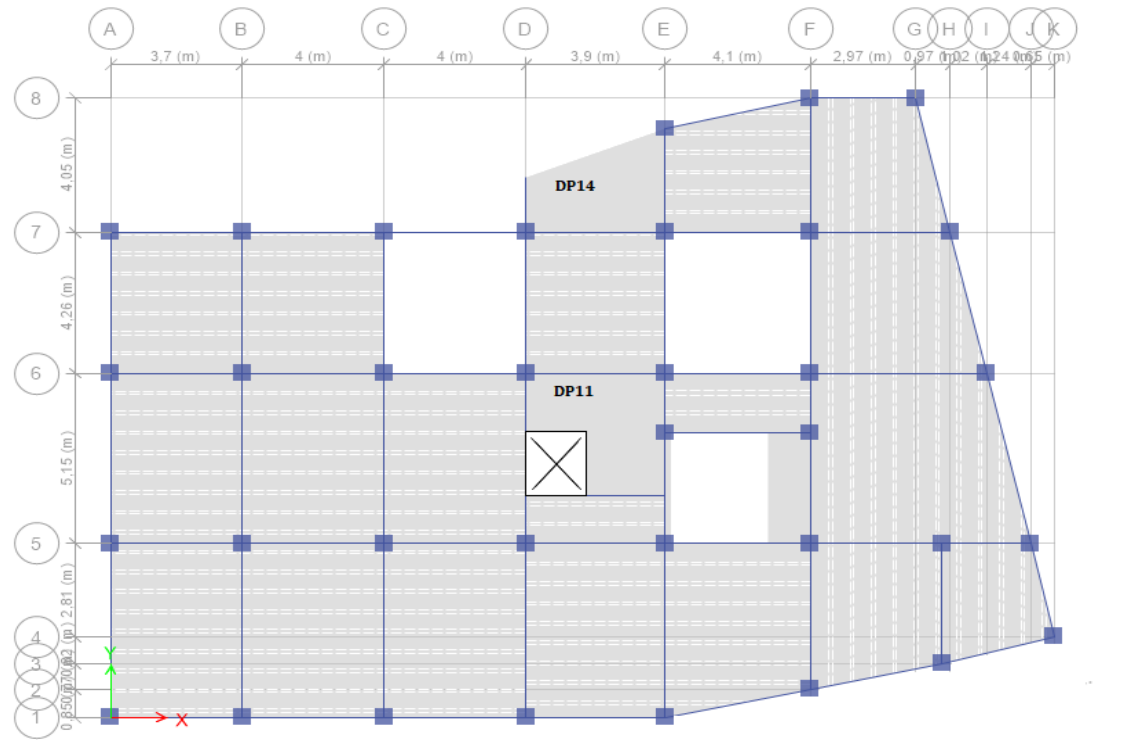 A B C D E F G H I J K
3,7 (m) 4 (m) 4 (m) 3,9 (m) 4,1 (m) 2,97 (m)
8
4,05 (m)
DP14
7
4,26 (m)
6
DP11
5,15 (m)
5
2,81 (m)
4
Y
3
2
1
X